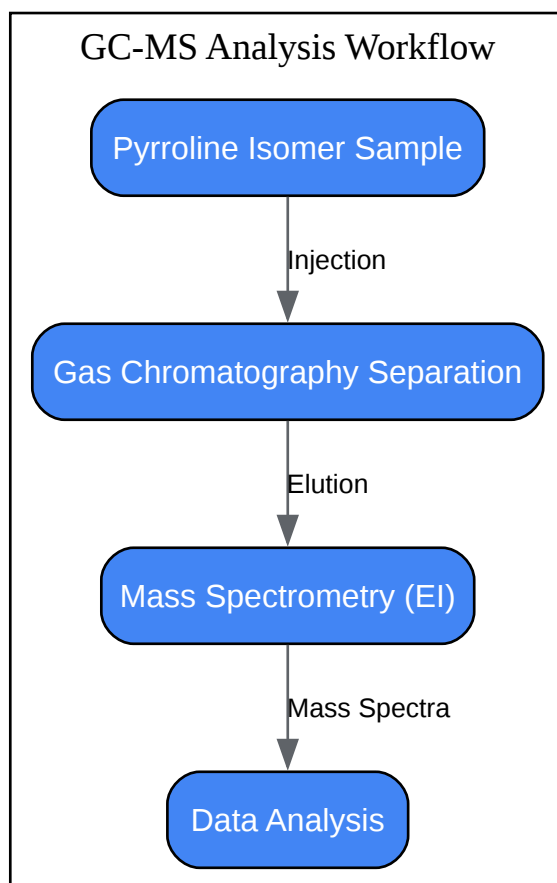 GC-MS Analysis Workflow
Pyrroline Isomer Sample
Injection
Gas Chromatography Separation
Elution
Mass Spectrometry (EI)
Mass Spectra
Data Analysis